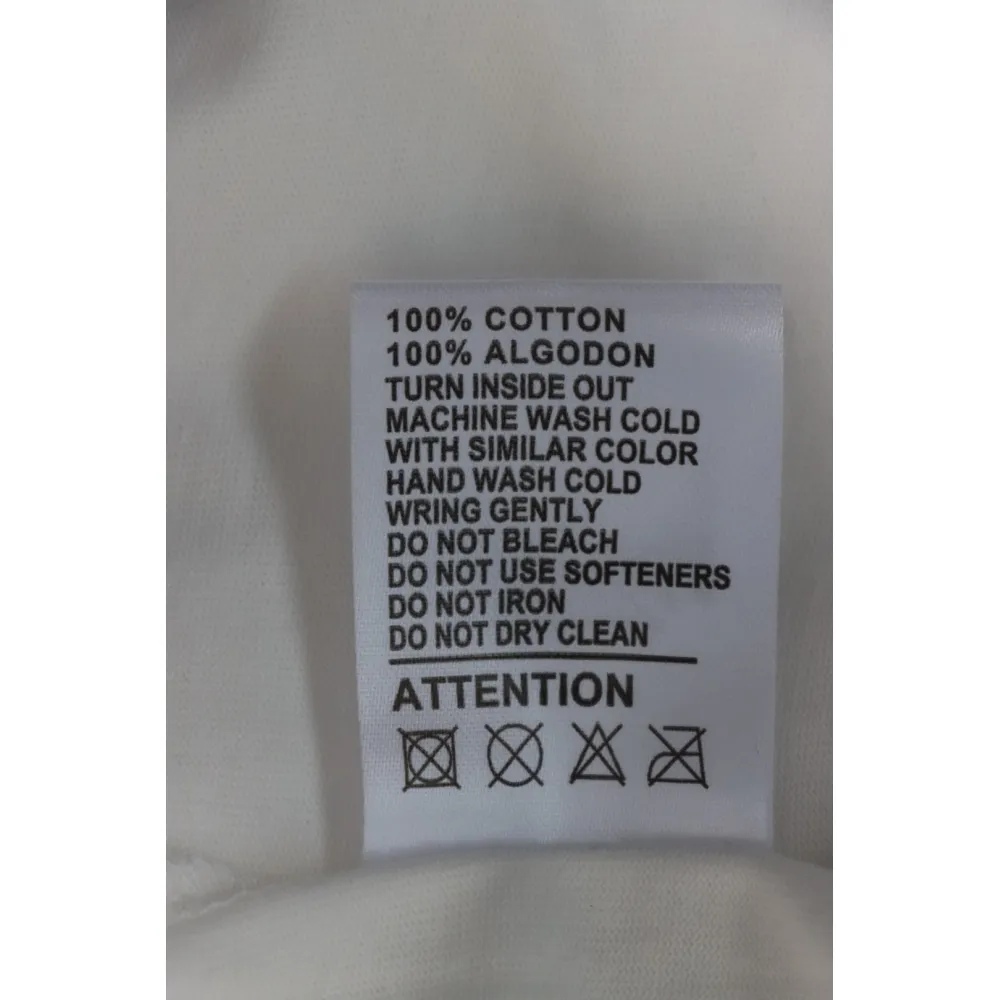 100% COTTON
100% ALGODON
TURN INSIDE OUT
MACHINE WASH COLD
WITH SIMILAR COLOR
HAND WASH COLD
WRING GENTLY
DO NOT BLEACH
DO NOT USE SOFTENERS
DO NOT IRON
DO NOT DRY CLEAN
ATTENTION